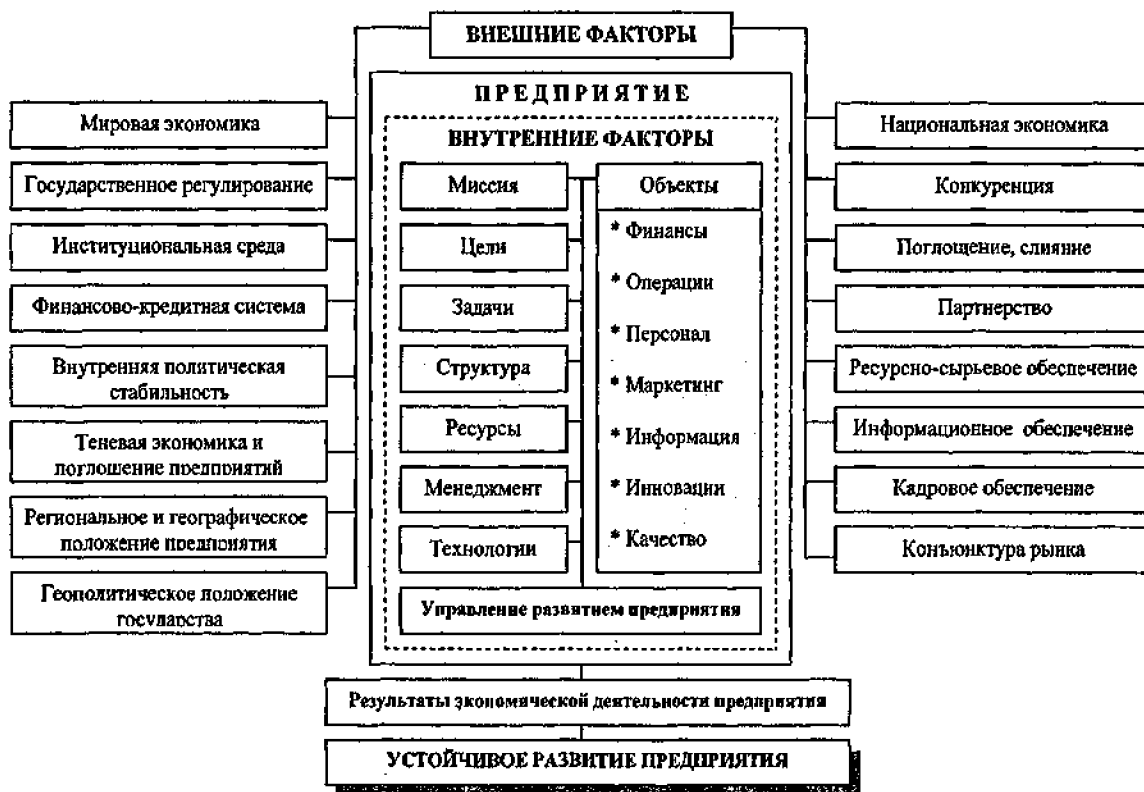 ВНЕШНИЕ ФАКТОРЫ
Мировая экономика
Государственное регулирование
Институциональная среда
Финансово-кредитная система
Внутренняя политическая
стабильность
Теневая экономика и
поглощение предприятий
Региональное и географическое
положение предприятия
Геополитическое положение
государства
ПРЕДПРИЯТИЕ
ВНУТРЕННИЕ ФАКТОРЫ
Миссия
Цели
Задачи
Структура
Ресурсы
Менеджмент
Технологии
Объекты
* Финансы
* Операции
* Персонал
* Маркетинг
* Информация
* Инновации
* Качество
Управление развитием предприятия
Национальная экономика
Конкуренция
Поглощение, слияние
Партнерство
Ресурсно-сырьевое обеспечение
Информационное обеспечение
Кадровое обеспечение
Конъюнктура рынка
Результаты экономической деятельности предприятия
УСТОЙЧИВОЕ РАЗВИТИЕ ПРЕДПРИЯТИЯ